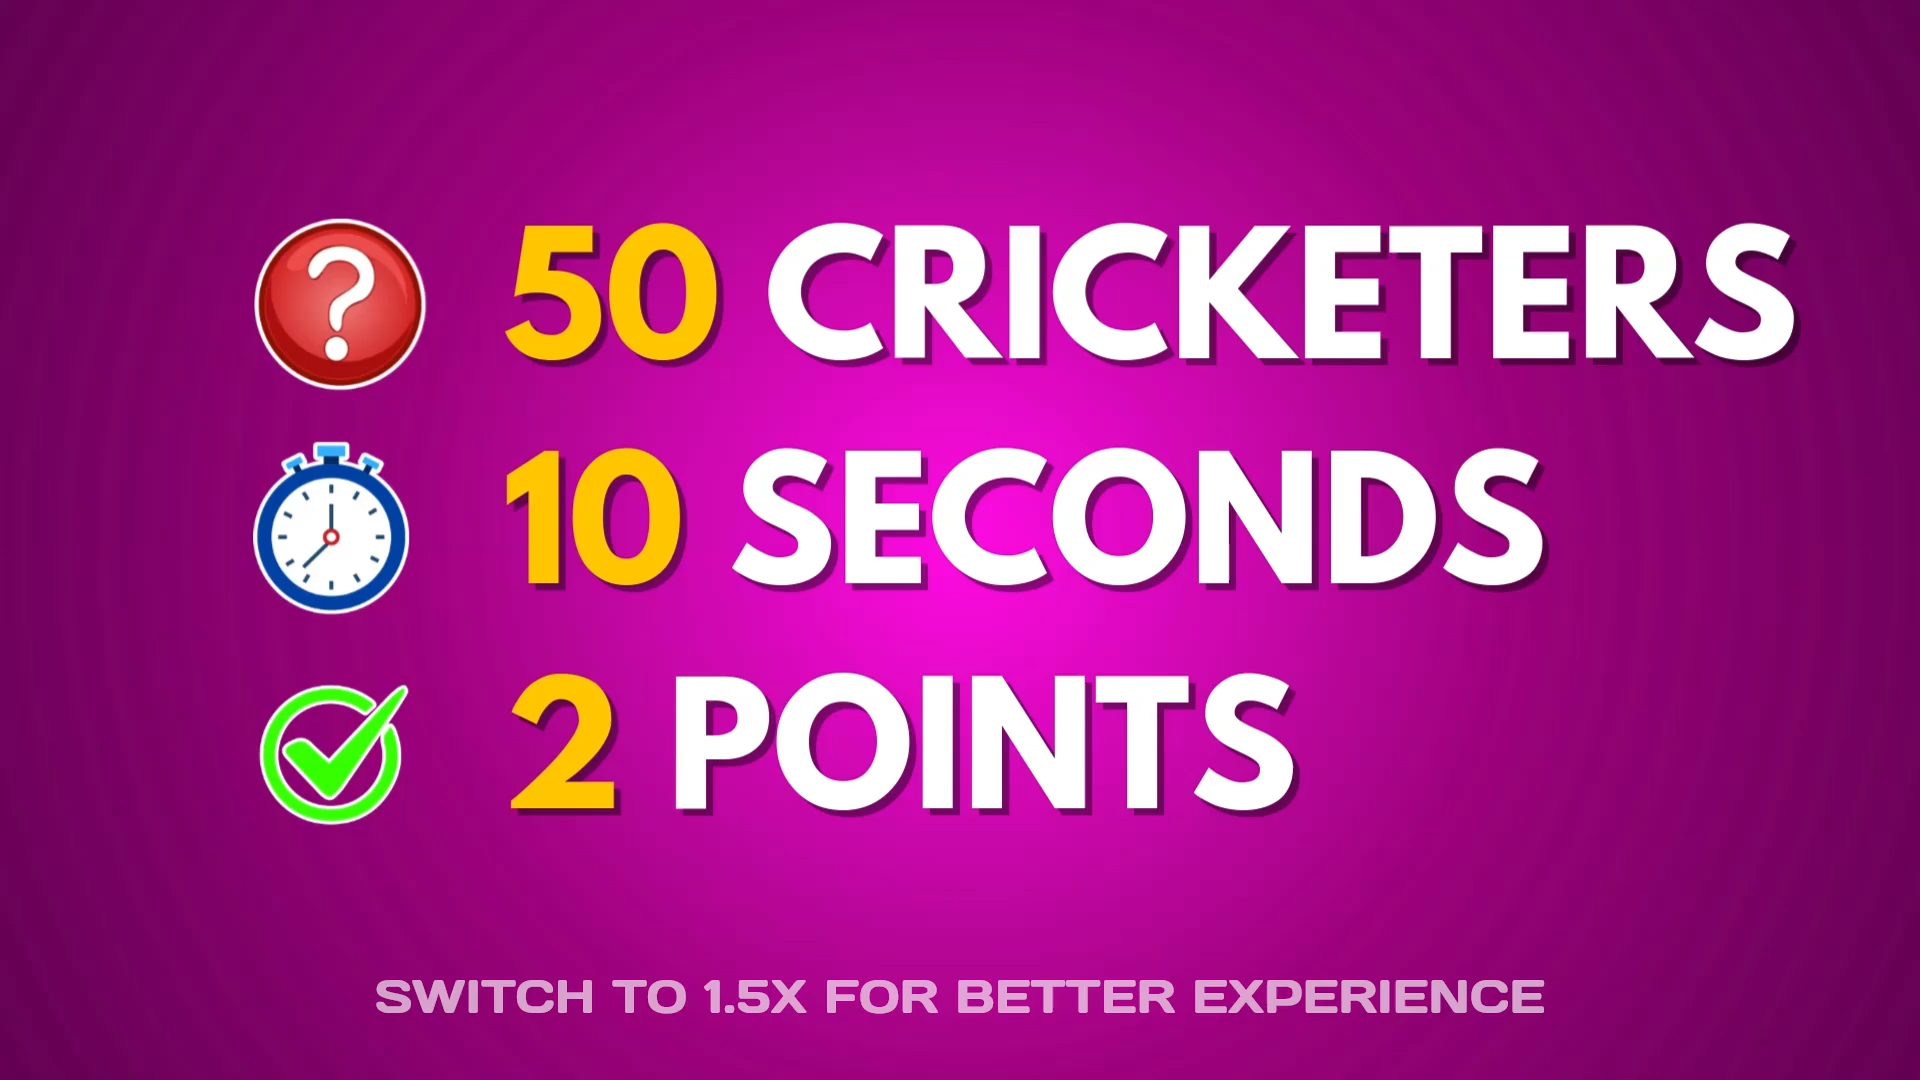 50 CRICKETERS
10 SECONDS
2 POINTS
SWITCH TO 1.5X FOR BETTER EXPERIENCE